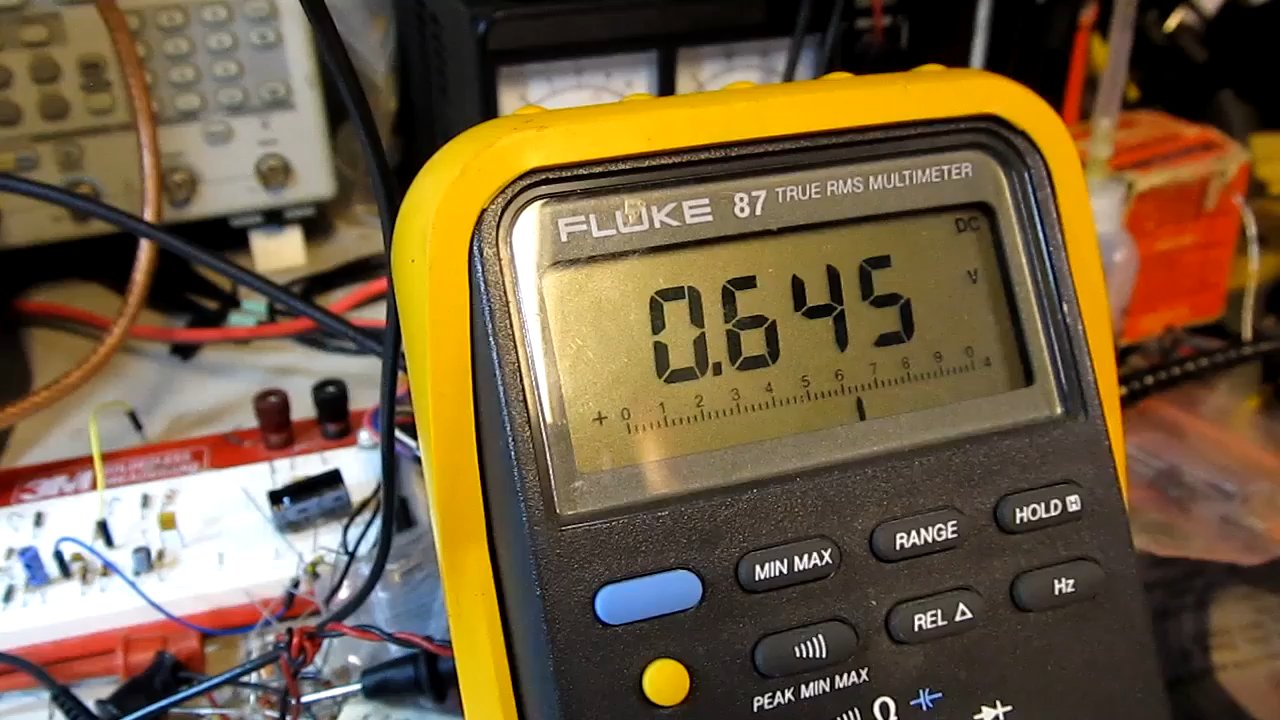 FLUKE 87 TRUE RMS MULTIMETER
DC
0.645 V
+ 0 1 2 3 4 5 6 7 8 9 0 4
HOLD H
MIN MAX RANGE
Hz
REL Δ
PEAK MIN MAX
Ω
3M